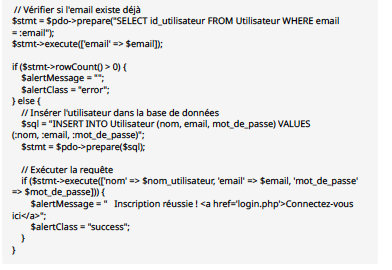 // Vérifier si l'email existe déjà
$stmt = $pdo->prepare("SELECT id_utilisateur FROM Utilisateur WHERE email
= :email");
$stmt->execute(['email' => $email]);
if ($stmt->rowCount() > 0) {
$alertMessage = "";
$alertClass = "error";
} else {
// Insérer l'utilisateur dans la base de données
$sql = "INSERT INTO Utilisateur (nom, email, mot_de_passe) VALUES
(:nom, :email, :mot_de_passe)";
$stmt = $pdo->prepare($sql);
// Exécuter la requête
if ($stmt->execute(['nom' => $nom_utilisateur, 'email' => $email, 'mot_de_passe'
=> $mot_de_passe])) {
$alertMessage = " Inscription réussie ! <a href='login.php'>Connectez-vous
ici</a>";
$alertClass = "success";
}
}